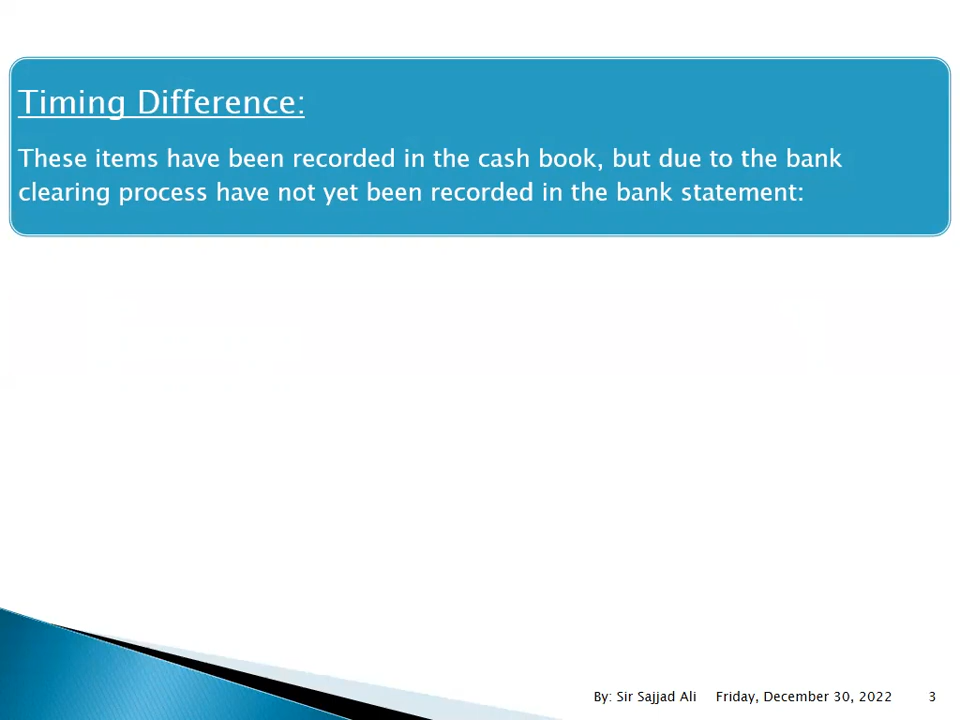 Timing Difference:
These items have been recorded in the cash book, but due to the bank
clearing process have not yet been recorded in the bank statement:
By: Sir Sajjad Ali Friday, December 30, 2022 3